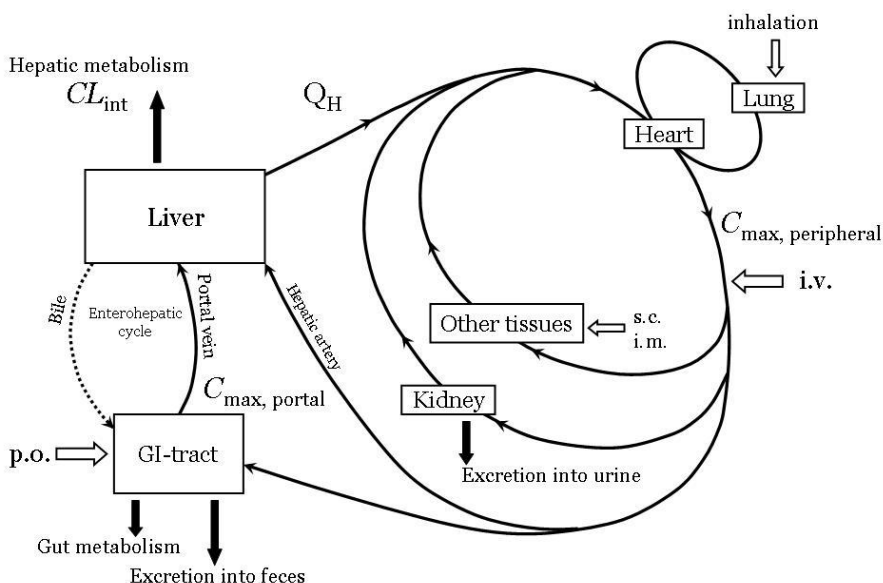 inhalation
Hepatic metabolism
CLint
QH
Lung
Heart
Liver
Cmax, peripheral
i.v.
Bile
Enterohepatic
cycle
Portal vein
Hepatic artery
Other tissues
s.c.
i.m.
Cmax, portal
Kidney
p.o.
GI-tract
Excretion into urine
Gut metabolism
Excretion into feces